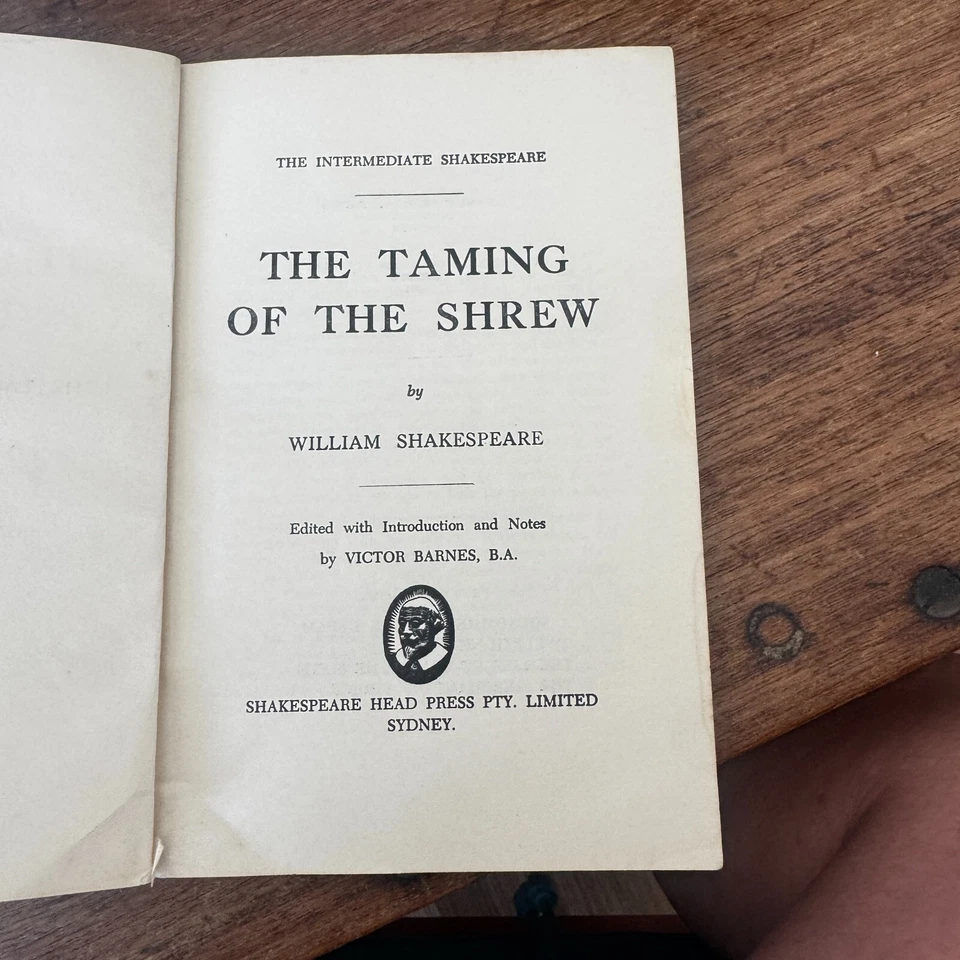 THE INTERMEDIATE SHAKESPEARE
THE TAMING
OF THE SHREW
by
WILLIAM SHAKESPEARE
Edited with Introduction and Notes
by VICTOR BARNES, B.A.
SHAKESPEARE HEAD PRESS PTY. LIMITED
SYDNEY.